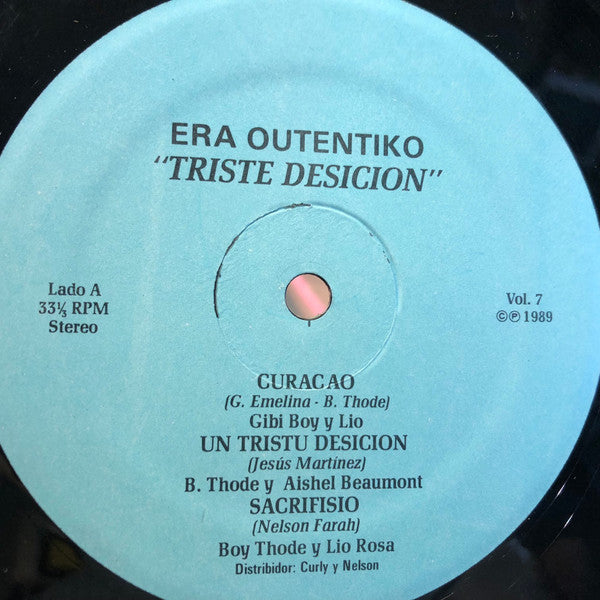 ERA OUTENTIKO
"TRISTE DESICION"
Lado A
33⅓ RPM
Stereo
Vol. 7
©℗ 1989
CURACAO
(G. Emelina - B. Thode)
Gibi Boy y Lio
UN TRISTU DESICION
(Jesús Martínez)
B. Thode y Aishel Beaumont
SACRIFISIO
(Nelson Farah)
Boy Thode y Lio Rosa
Distribidor: Curly y Nelson